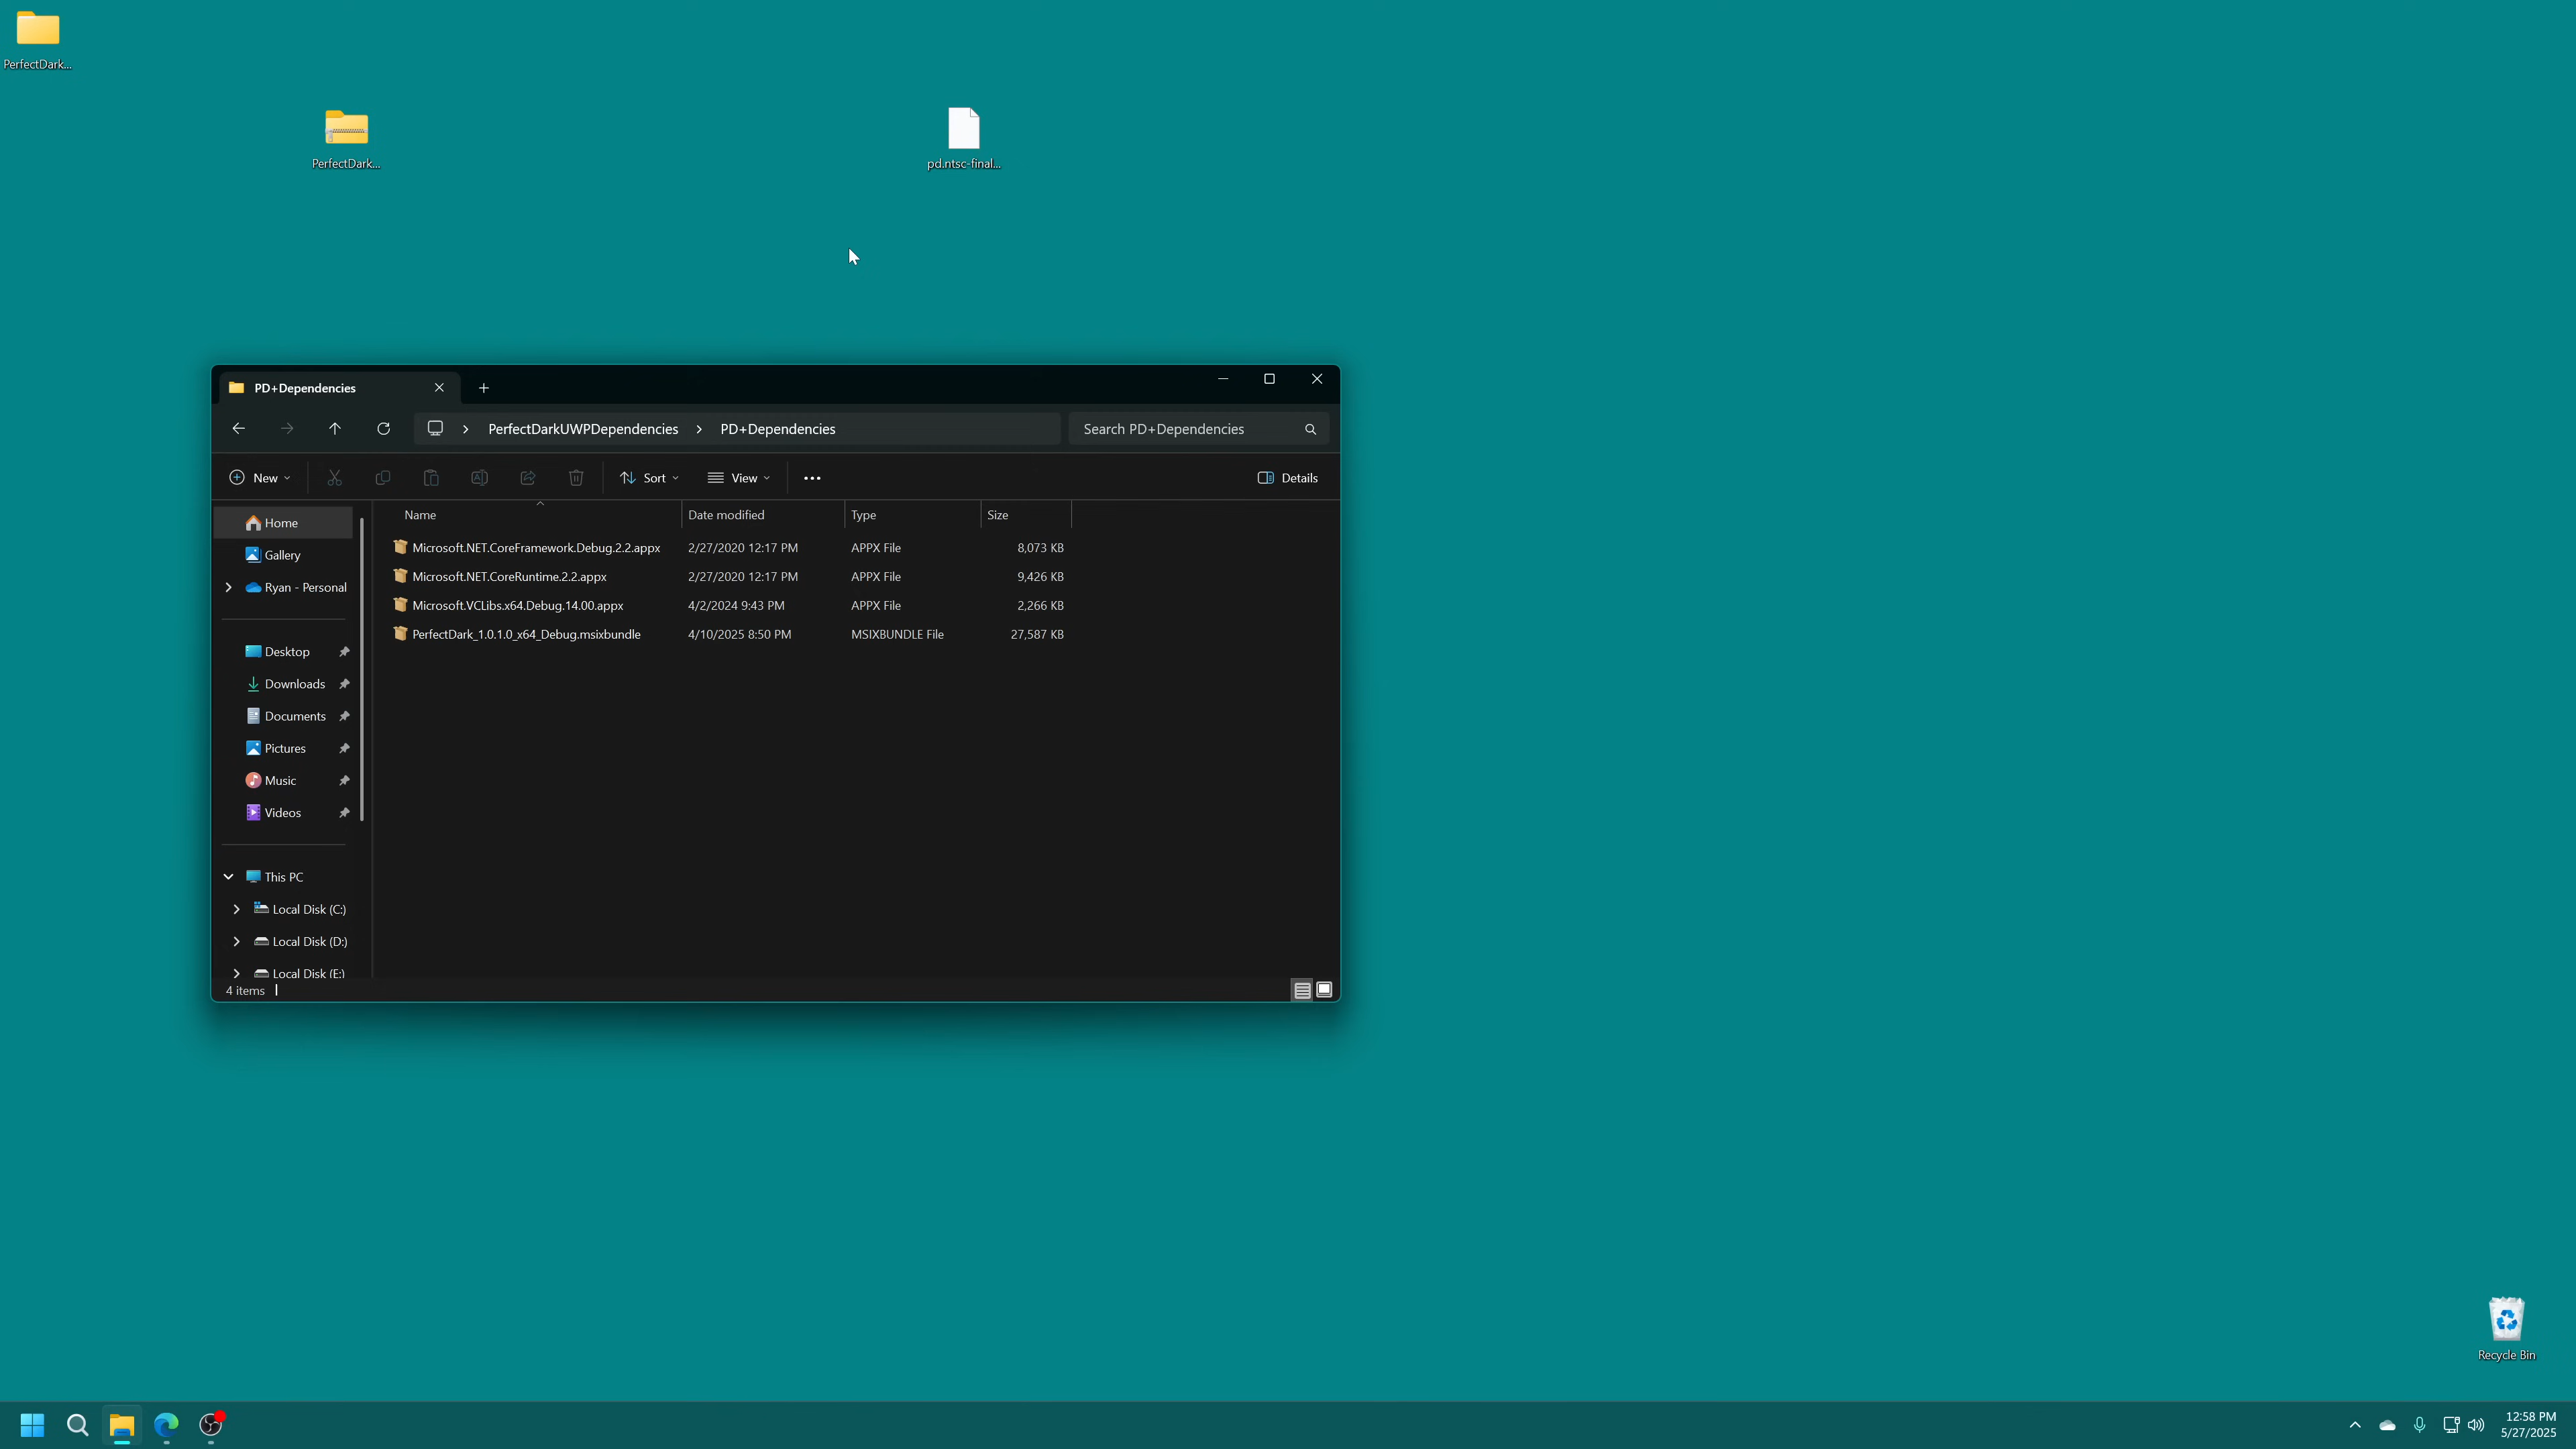 PerfectDark...
PerfectDark...
pd.ntsc-final...
PD+Dependencies
PerfectDarkUWPDependencies > PD+Dependencies
Search PD+Dependencies
New
Sort
View
Details
Name Date modified Type Size
Microsoft.NET.CoreFramework.Debug.2.2.appx 2/27/2020 12:17 PM APPX File 8,073 KB
Microsoft.NET.CoreRuntime.2.2.appx 2/27/2020 12:17 PM APPX File 9,426 KB
Microsoft.VCLibs.x64.Debug.14.00.appx 4/2/2024 9:43 PM APPX File 2,266 KB
PerfectDark_1.0.1.0_x64_Debug.msixbundle 4/10/2025 8:50 PM MSIXBUNDLE File 27,587 KB
Home
Gallery
Ryan - Personal
Desktop
Downloads
Documents
Pictures
Music
Videos
This PC
Local Disk (C:)
Local Disk (D:)
Local Disk (E:)
4 items
Recycle Bin
12:58 PM
5/27/2025